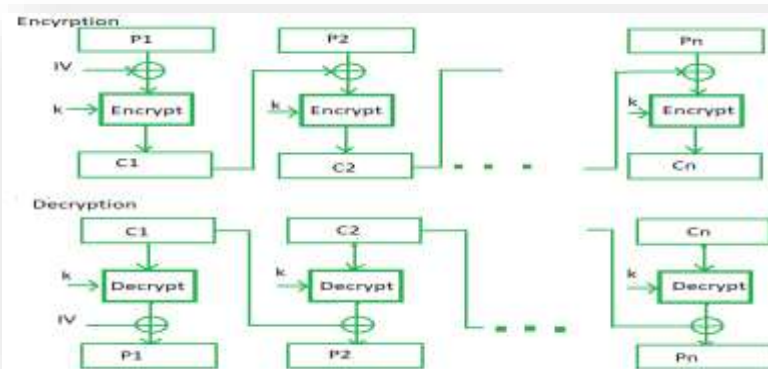 Encyrption
P1 P2 Pn
IV
k Encrypt k Encrypt k Encrypt
C1 C2 Cn
Decryption
C1 C2 Cn
k Decrypt k Decrypt k Decrypt
IV
P1 P2 Pn